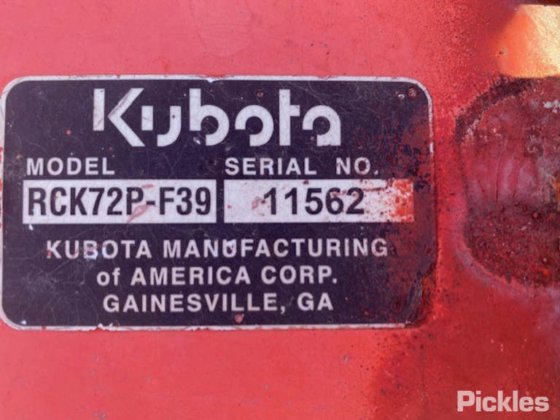 Kubota
MODEL SERIAL NO.
RCK72P-F39 11562
KUBOTA MANUFACTURING
of AMERICA CORP.
GAINESVILLE, GA
Pickles